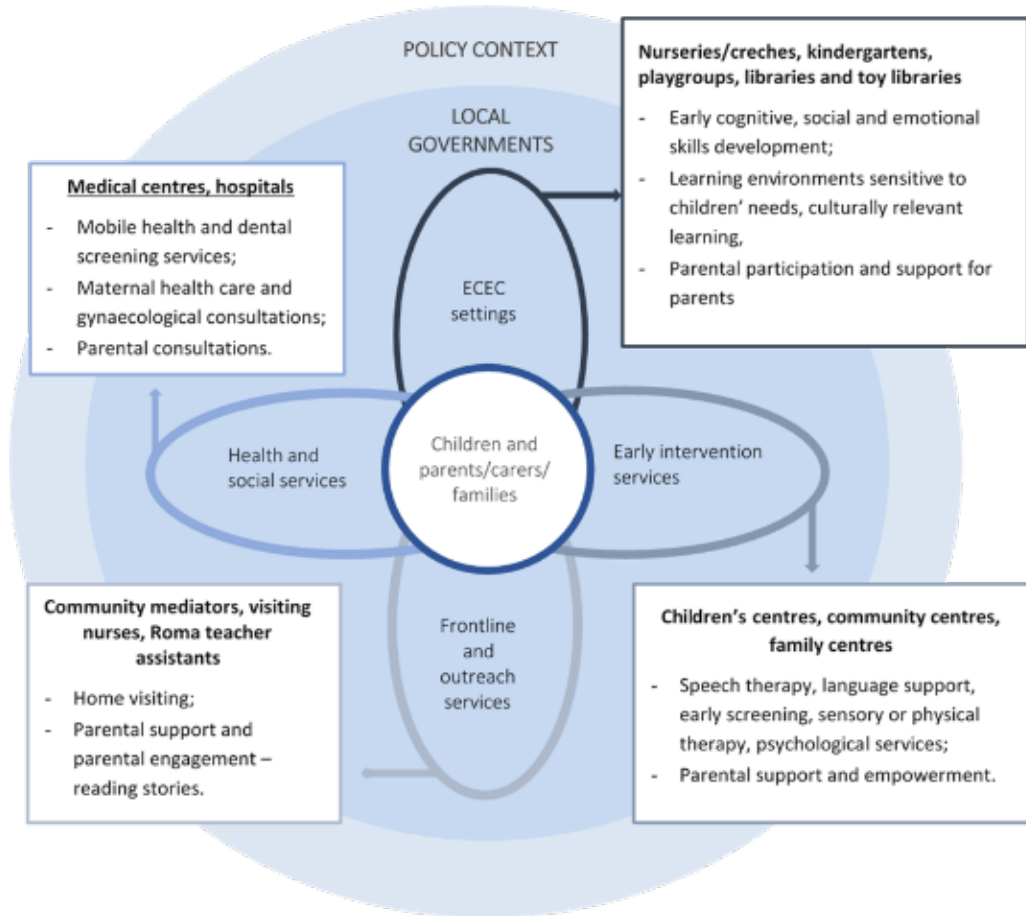 POLICY CONTEXT
LOCAL
GOVERNMENTS
Nurseries/creches, kindergartens,
playgroups, libraries and toy libraries
- Early cognitive, social and emotional
skills development;
- Learning environments sensitive to
children' needs, culturally relevant
learning,
- Parental participation and support for
parents
Medical centres, hospitals
- Mobile health and dental
screening services;
- Maternal health care and
gynaecological consultations;
- Parental consultations.
ECEC
settings
Health and
social services
Children and
parents/carers/
families
Early intervention
services
Frontline
and
outreach
services
Community mediators, visiting
nurses, Roma teacher
assistants
- Home visiting;
- Parental support and
parental engagement –
reading stories.
Children's centres, community centres,
family centres
- Speech therapy, language support,
early screening, sensory or physical
therapy, psychological services;
- Parental support and empowerment.